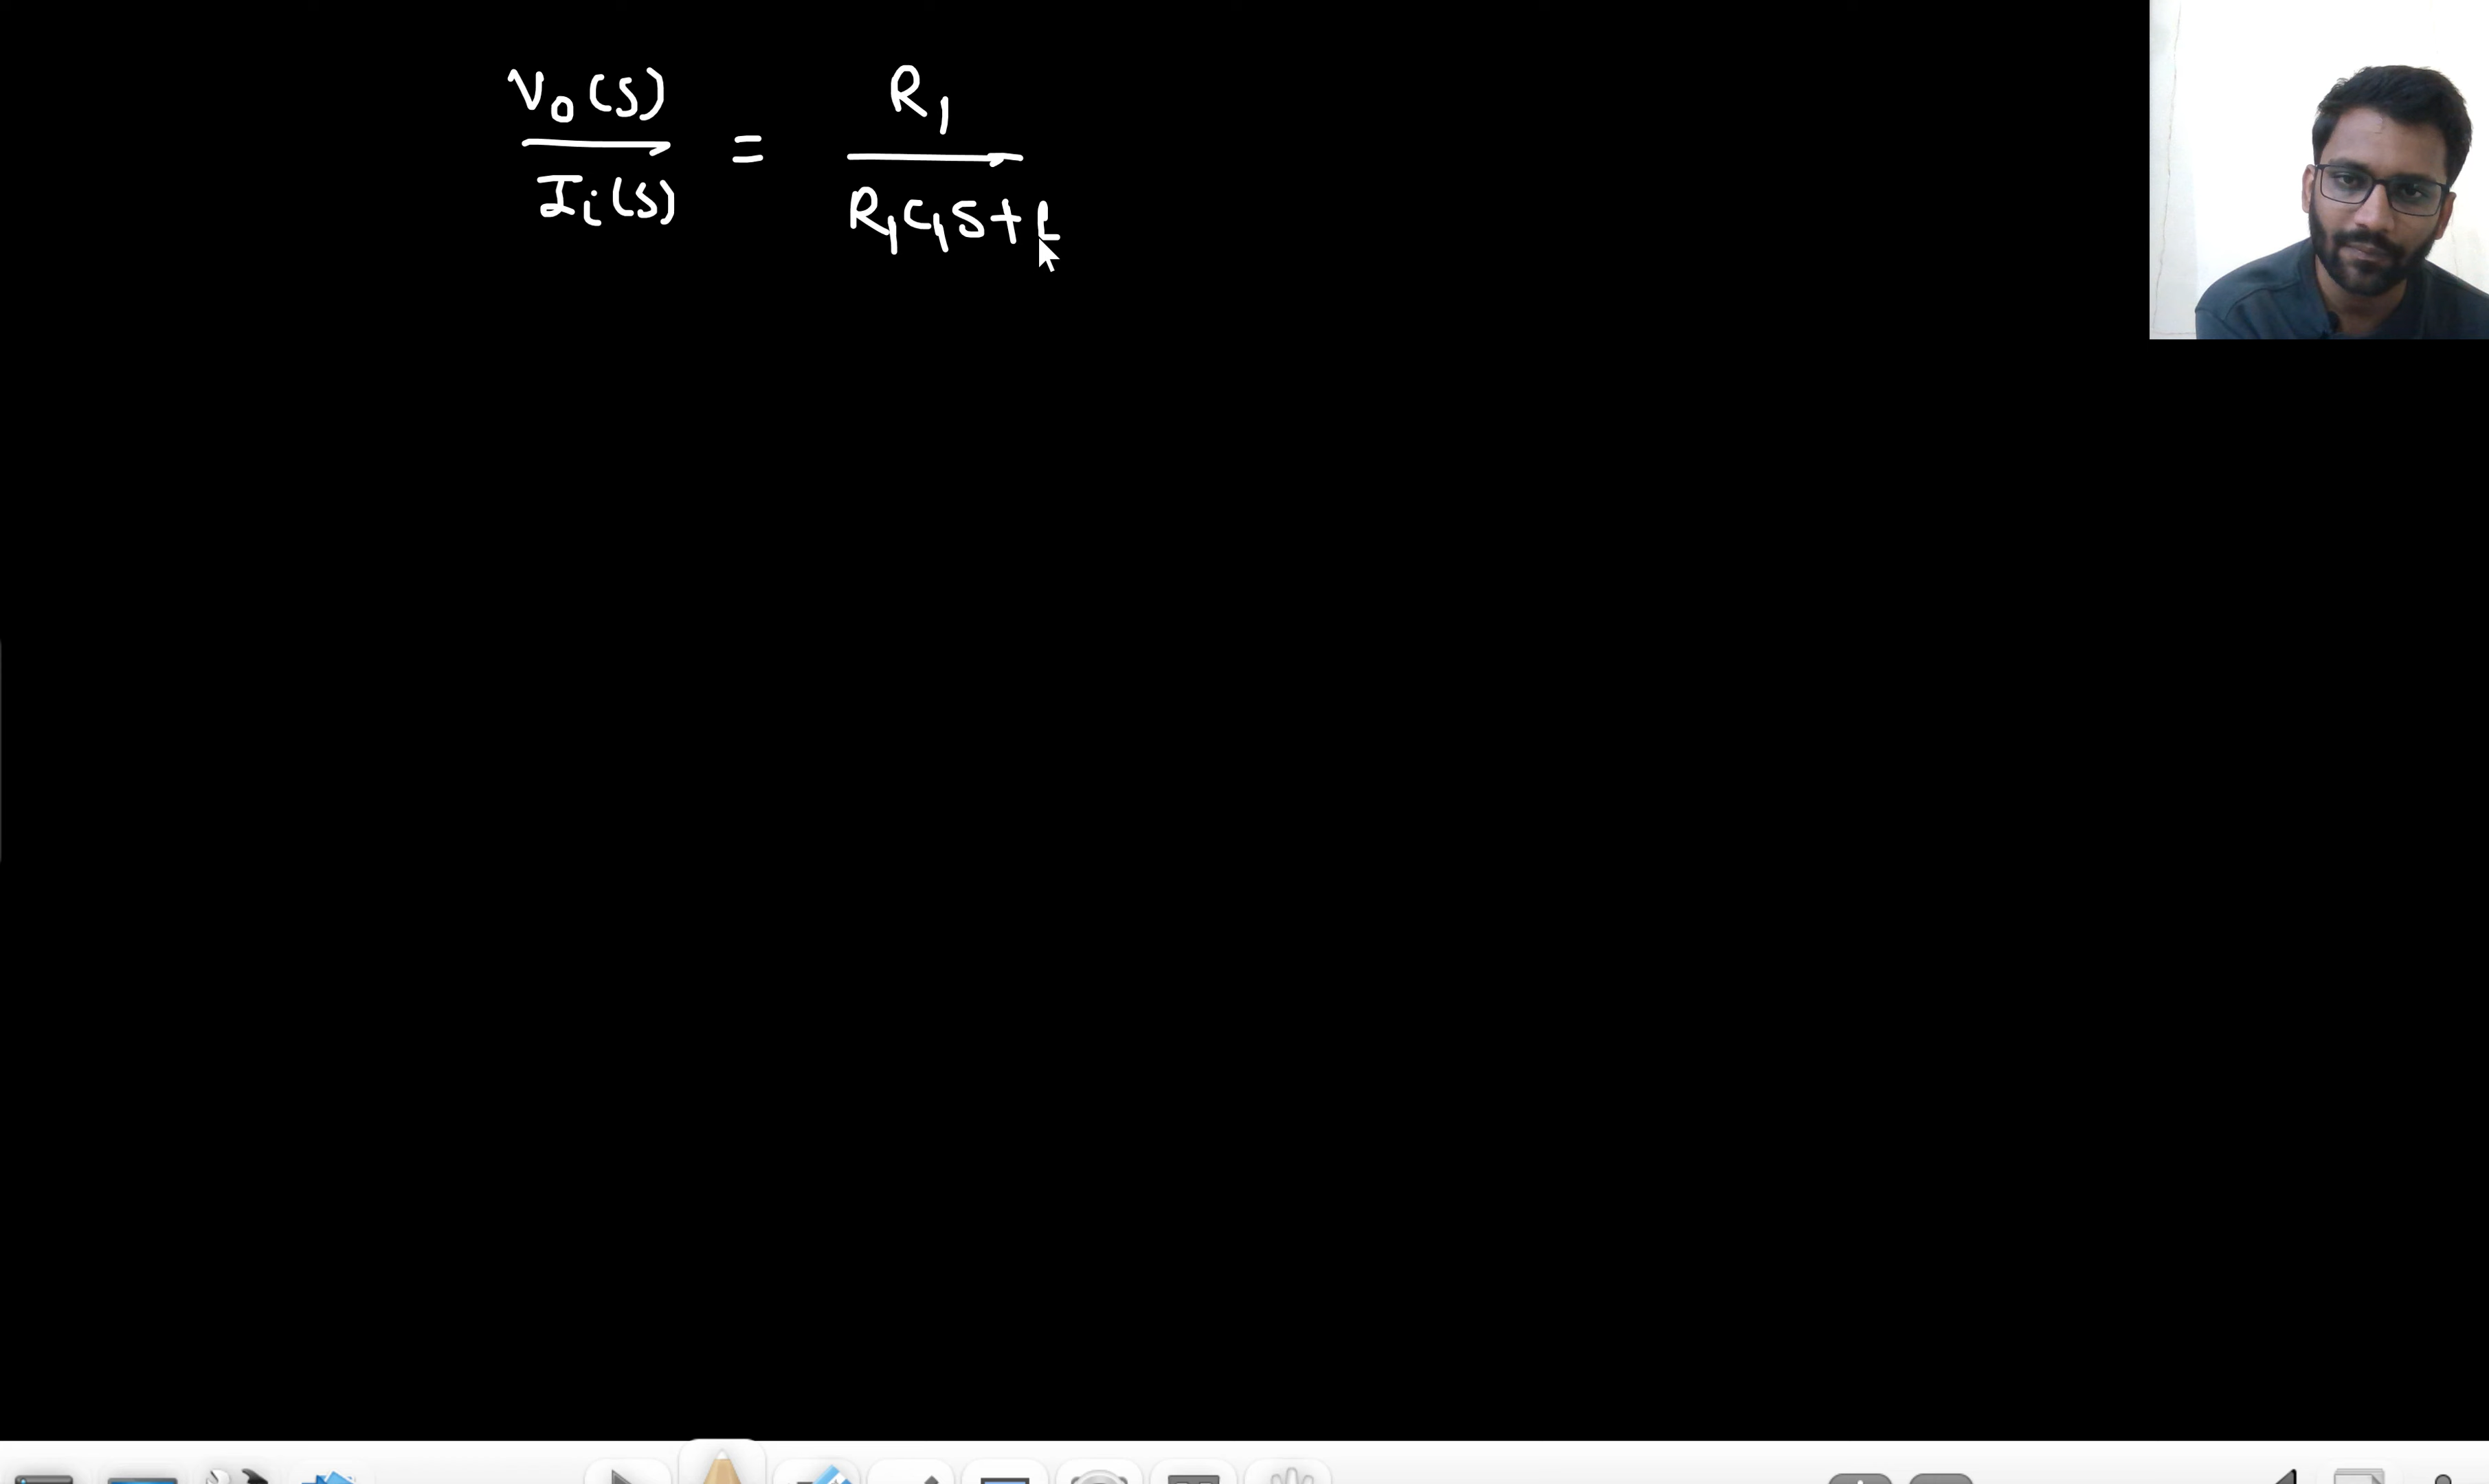 V₀(s) / Iᵢ(s) = R₁ / R₁C₁s+1